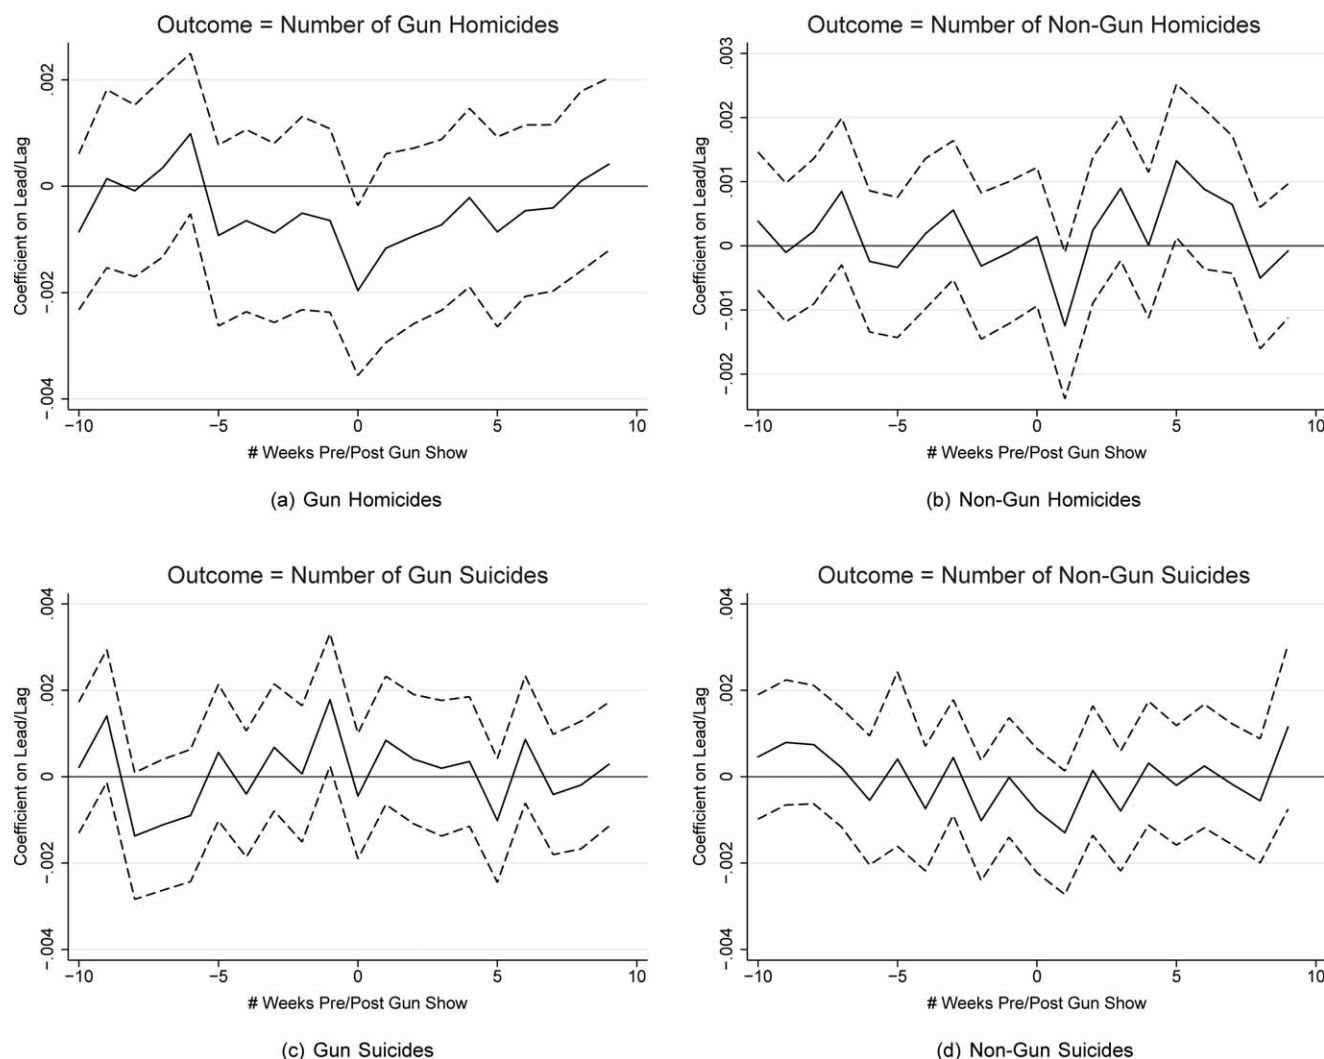 Outcome = Number of Gun Homicides
Coefficient on Lead/Lag
.002
0
-.002
-.004
−10
−5
0
5
10
# Weeks Pre/Post Gun Show
(a) Gun Homicides
Outcome = Number of Non-Gun Homicides
Coefficient on Lead/Lag
.003
.002
.001
0
-.001
-.002
−10
−5
0
5
10
# Weeks Pre/Post Gun Show
(b) Non-Gun Homicides
Outcome = Number of Gun Suicides
Coefficient on Lead/Lag
.004
.002
0
-.002
-.004
−10
−5
0
5
10
# Weeks Pre/Post Gun Show
(c) Gun Suicides
Outcome = Number of Non-Gun Suicides
Coefficient on Lead/Lag
.004
.002
0
-.002
-.004
−10
−5
0
5
10
# Weeks Pre/Post Gun Show
(d) Non-Gun Suicides